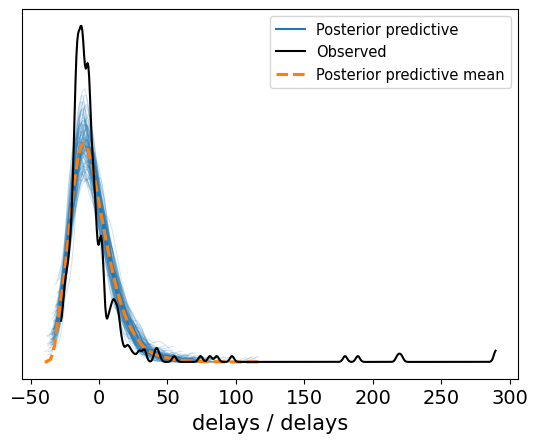 Posterior predictive
Observed
Posterior predictive mean
−50 0 50 100 150 200 250 300
delays / delays